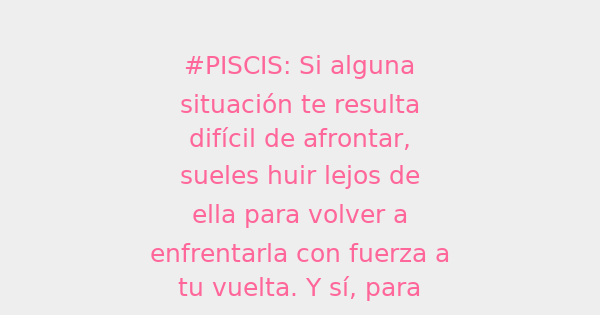 #PISCIS: Si alguna
situación te resulta
difícil de afrontar,
sueles huir lejos de
ella para volver a
enfrentarla con fuerza a
tu vuelta. Y sí, para